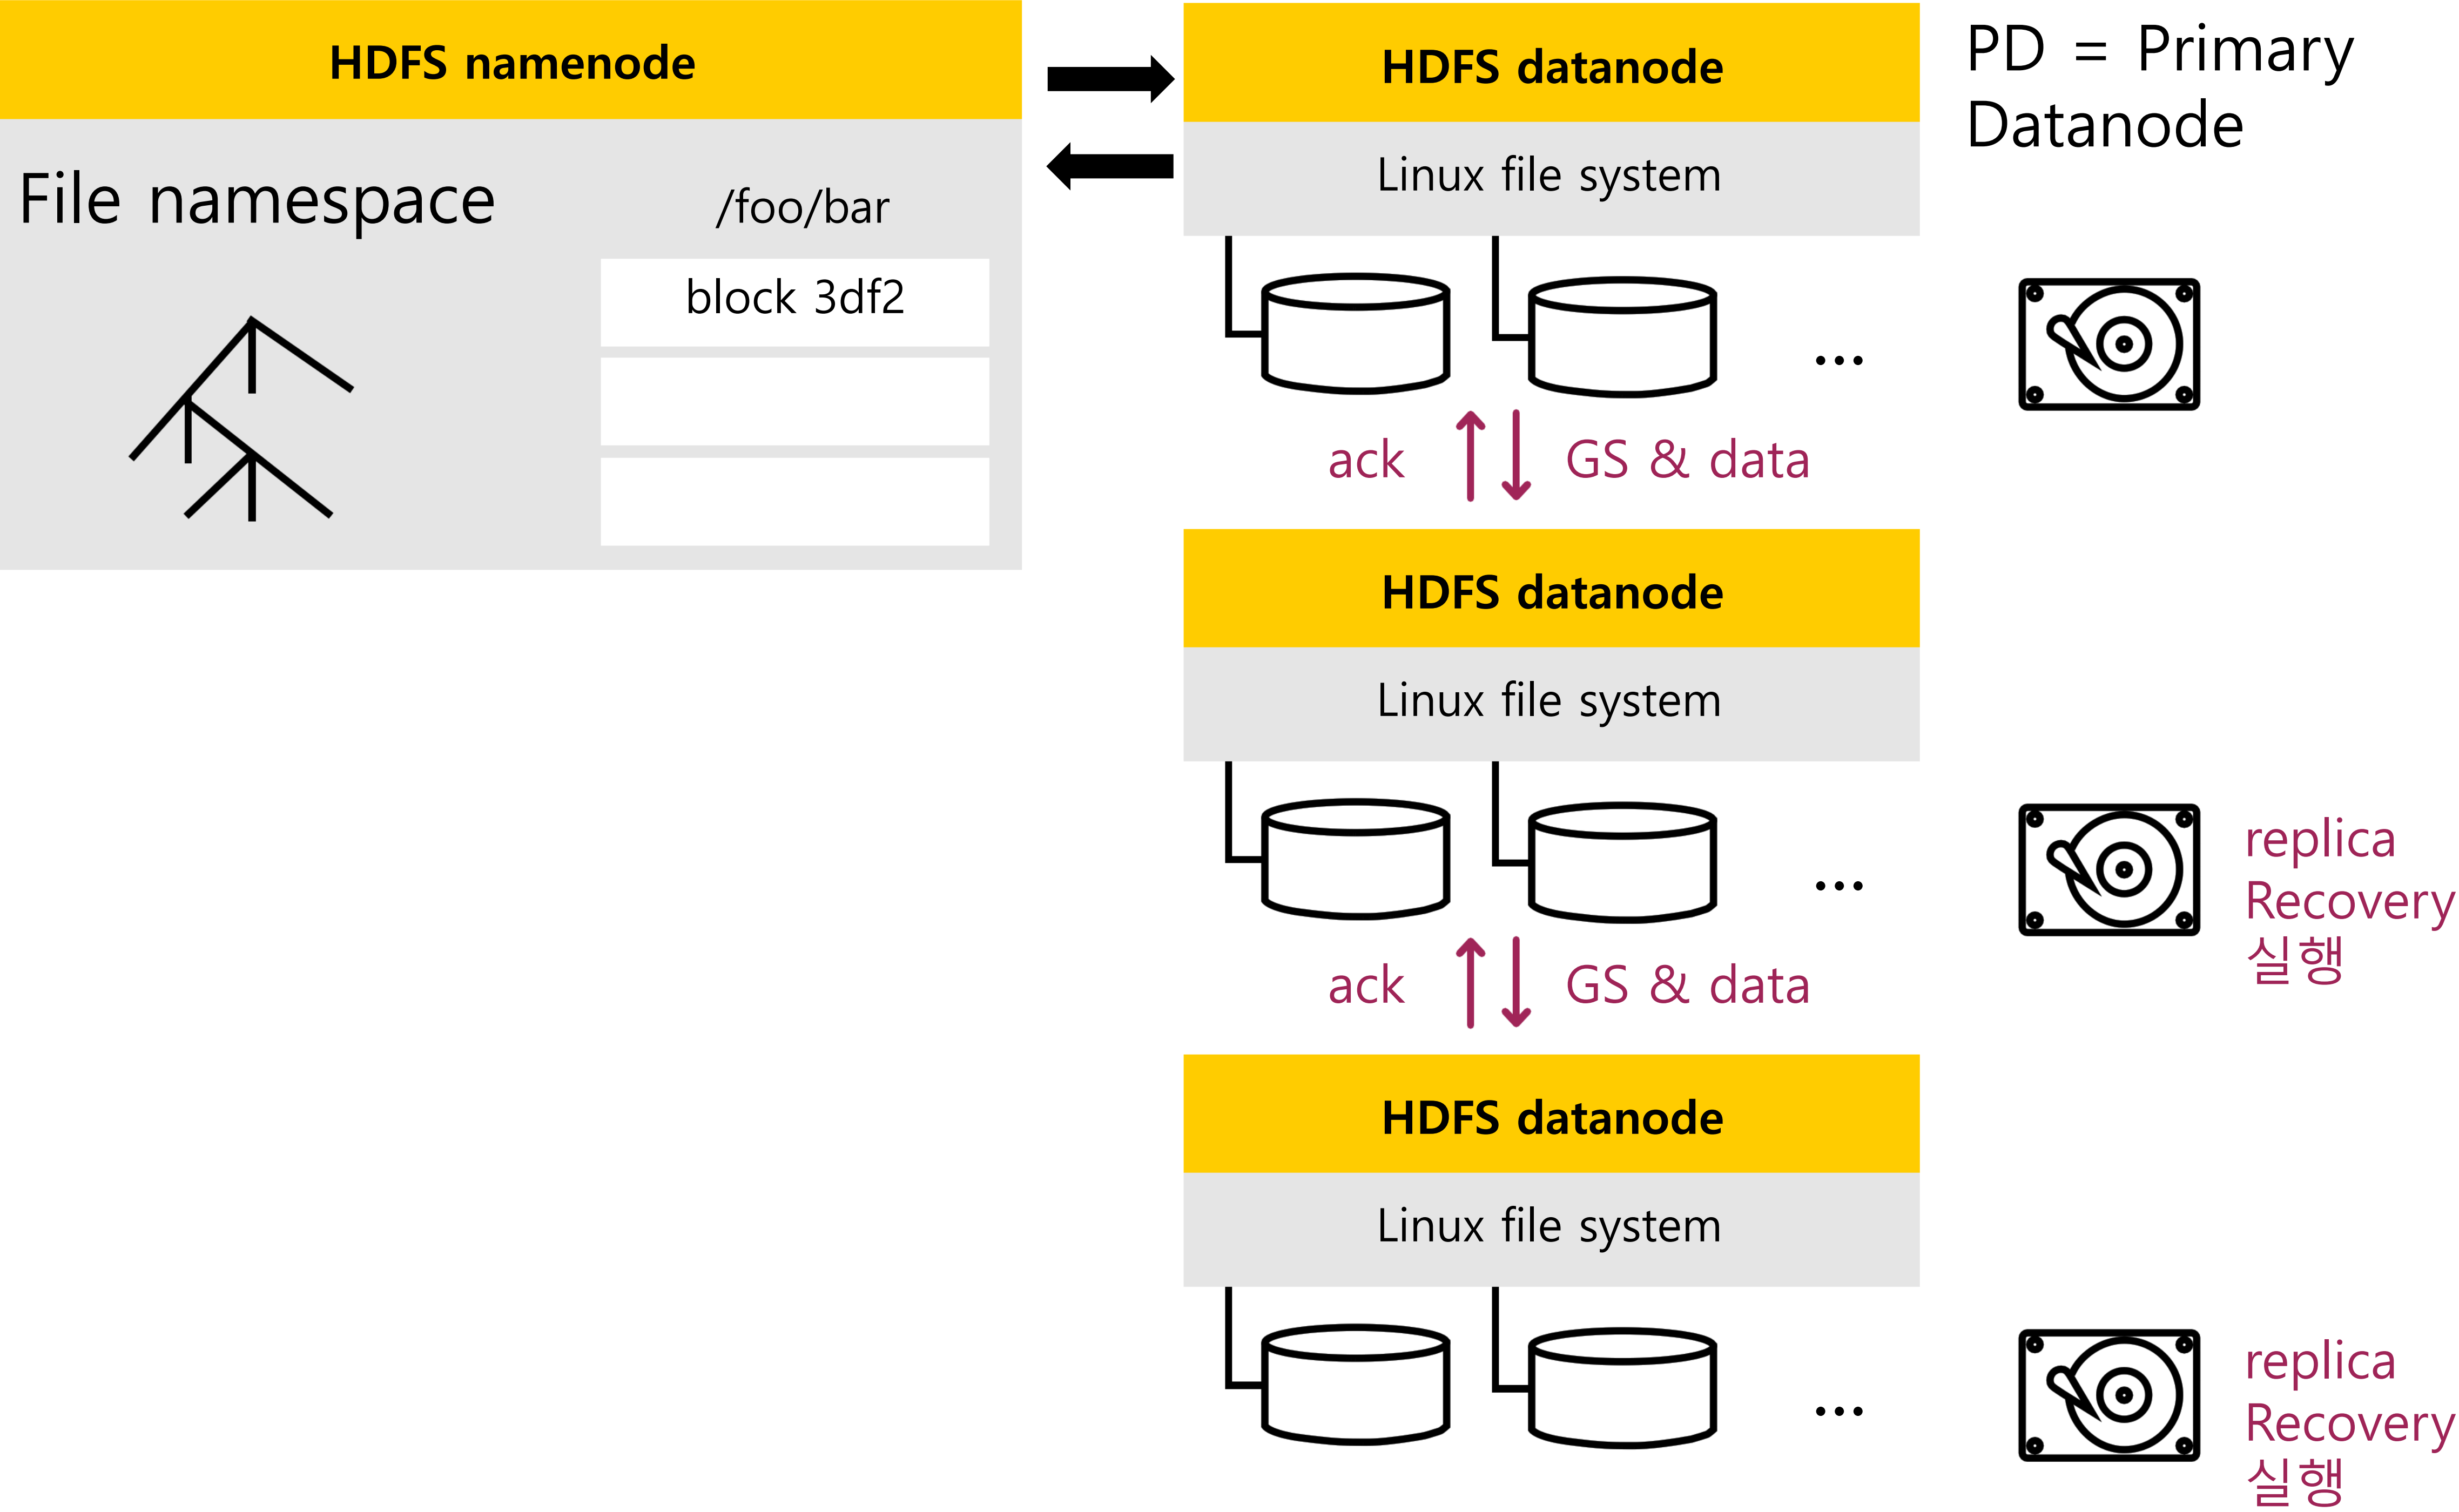 HDFS namenode
File namespace
/foo/bar
block 3df2
HDFS datanode
Linux file system
PD = Primary
Datanode
...
ack
GS & data
HDFS datanode
Linux file system
...
replica
Recovery
실행
ack
GS & data
HDFS datanode
Linux file system
...
replica
Recovery
실행